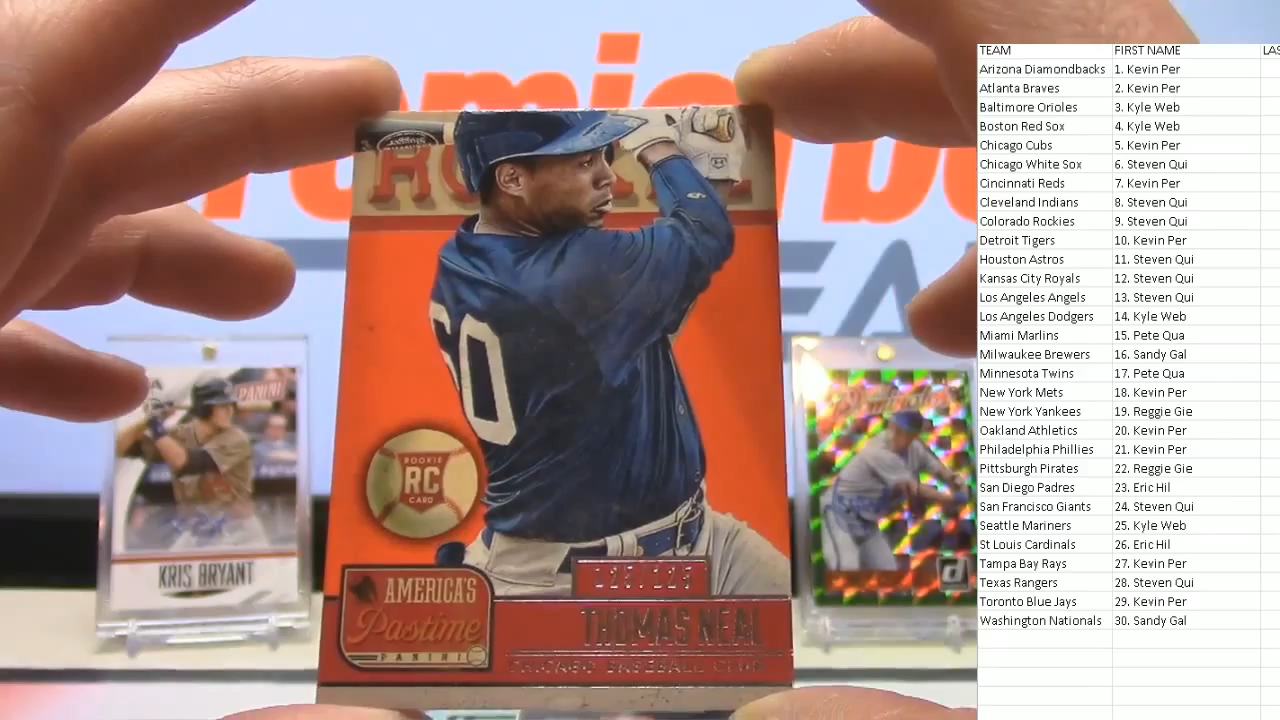 ROOKIE
60
ROOKIE
RC
CARD
AMERICA'S
Pastime
PANINI
125/125
THOMAS NEAL
CHICAGO BASEBALL CLUB
PANINI
KRIS BRYANT
d
TEAM FIRST NAME LAS
Arizona Diamondbacks 1. Kevin Per
Atlanta Braves 2. Kevin Per
Baltimore Orioles 3. Kyle Web
Boston Red Sox 4. Kyle Web
Chicago Cubs 5. Kevin Per
Chicago White Sox 6. Steven Qui
Cincinnati Reds 7. Kevin Per
Cleveland Indians 8. Steven Qui
Colorado Rockies 9. Steven Qui
Detroit Tigers 10. Kevin Per
Houston Astros 11. Steven Qui
Kansas City Royals 12. Steven Qui
Los Angeles Angels 13. Steven Qui
Los Angeles Dodgers 14. Kyle Web
Miami Marlins 15. Pete Qua
Milwaukee Brewers 16. Sandy Gal
Minnesota Twins 17. Pete Qua
New York Mets 18. Kevin Per
New York Yankees 19. Reggie Gie
Oakland Athletics 20. Kevin Per
Philadelphia Phillies 21. Kevin Per
Pittsburgh Pirates 22. Reggie Gie
San Diego Padres 23. Eric Hil
San Francisco Giants 24. Steven Qui
Seattle Mariners 25. Kyle Web
St Louis Cardinals 26. Eric Hil
Tampa Bay Rays 27. Kevin Per
Texas Rangers 28. Steven Qui
Toronto Blue Jays 29. Kevin Per
Washington Nationals 30. Sandy Gal